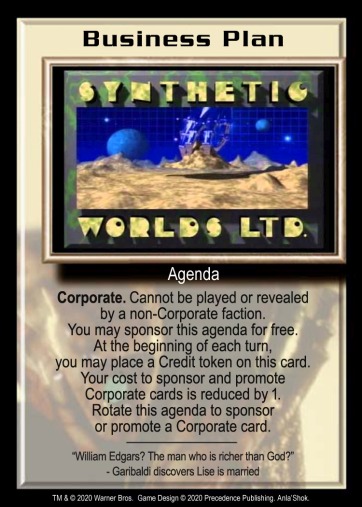 Business Plan
SYNTHETIC
WORLDS LTD.
Agenda
Corporate. Cannot be played or revealed
by a non-Corporate faction.
You may sponsor this agenda for free.
At the beginning of each turn,
you may place a Credit token on this card.
Your cost to sponsor and promote
Corporate cards is reduced by 1.
Rotate this agenda to sponsor
or promote a Corporate card.
“William Edgars? The man who is richer than God?”
- Garibaldi discovers Lise is married
TM & © 2020 Warner Bros. Game Design © 2020 Precedence Publishing. Anla'Shok.